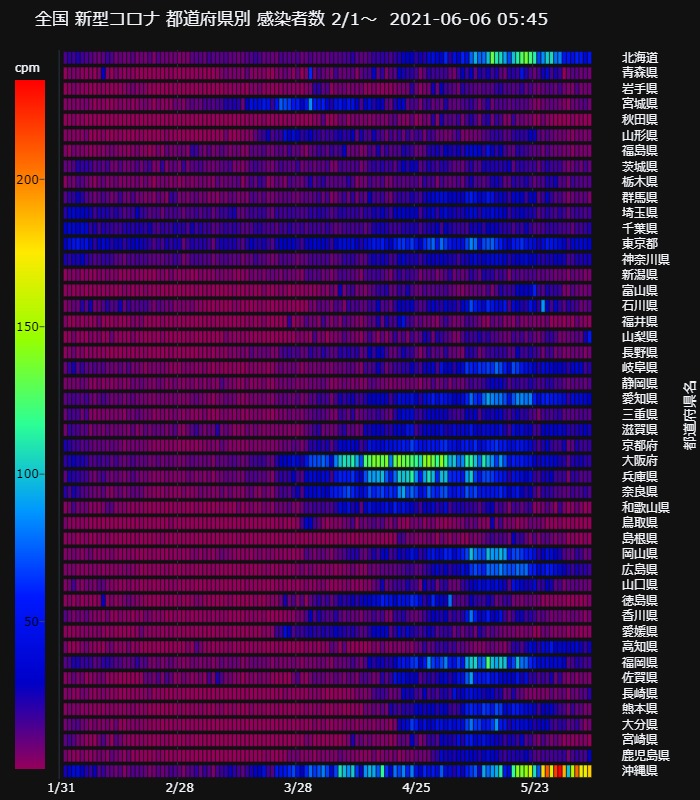 全国 新型コロナ 都道府県別 感染者数 2/1～ 2021-06-06 05:45
cpm
200
150
100
50
北海道
青森県
岩手県
宮城県
秋田県
山形県
福島県
茨城県
栃木県
群馬県
埼玉県
千葉県
東京都
神奈川県
新潟県
富山県
石川県
福井県
山梨県
長野県
岐阜県
静岡県
愛知県
三重県
滋賀県
京都府
大阪府
兵庫県
奈良県
和歌山県
鳥取県
島根県
岡山県
広島県
山口県
徳島県
香川県
愛媛県
高知県
福岡県
佐賀県
長崎県
熊本県
大分県
宮崎県
鹿児島県
沖縄県
都道府県名
1/31 2/28 3/28 4/25 5/23